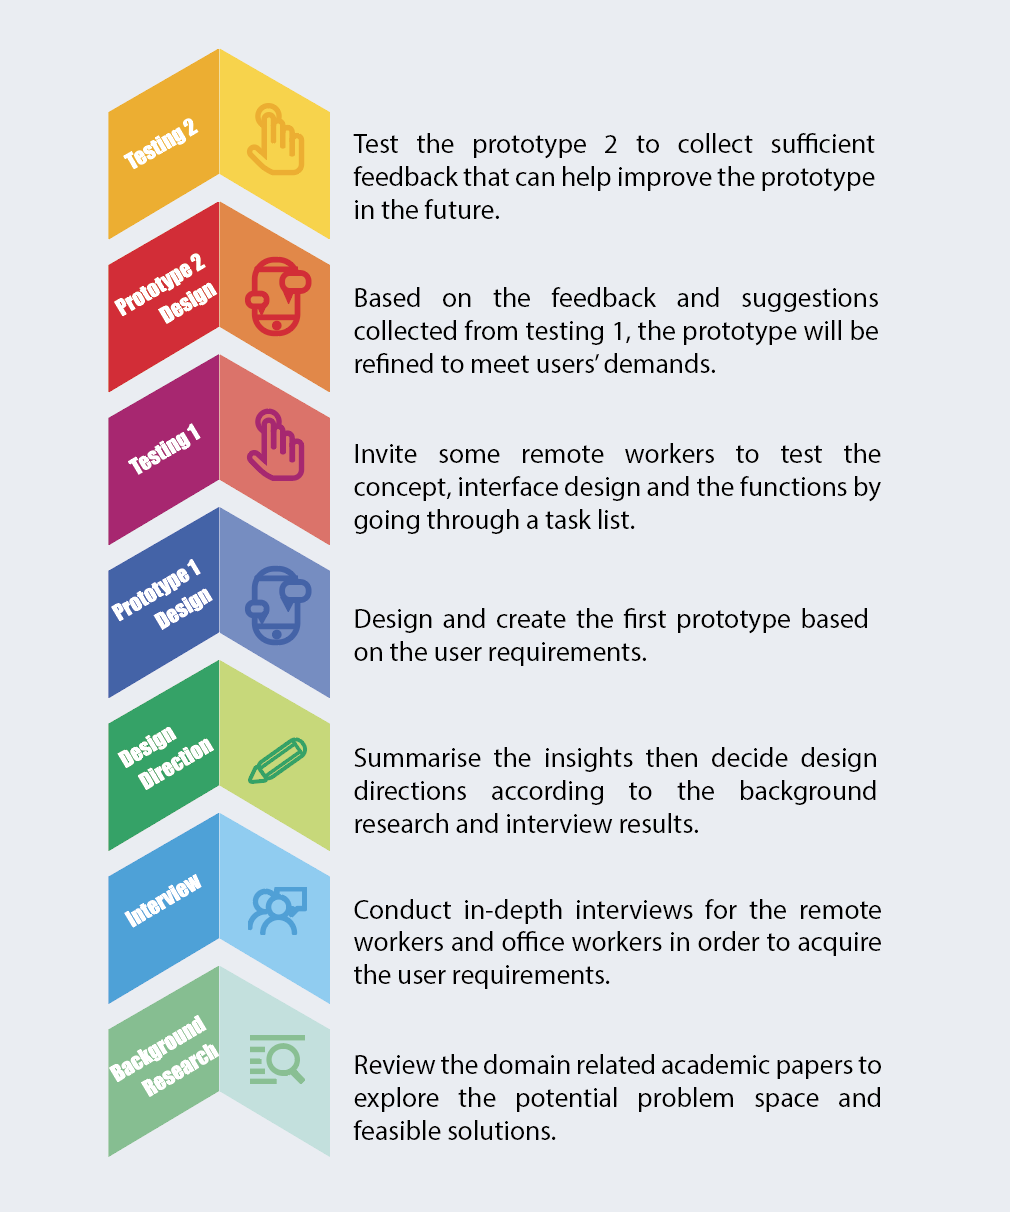 Testing 2
Test the prototype 2 to collect sufficient
feedback that can help improve the prototype
in the future.
Prototype 2
Design
Based on the feedback and suggestions
collected from testing 1, the prototype will be
refined to meet users’ demands.
Testing 1
Invite some remote workers to test the
concept, interface design and the functions by
going through a task list.
Prototype 1
Design
Design and create the first prototype based
on the user requirements.
Design
Direction
Summarise the insights then decide design
directions according to the background
research and interview results.
Interview
Conduct in-depth interviews for the remote
workers and office workers in order to acquire
the user requirements.
Background
Research
Review the domain related academic papers to
explore the potential problem space and
feasible solutions.